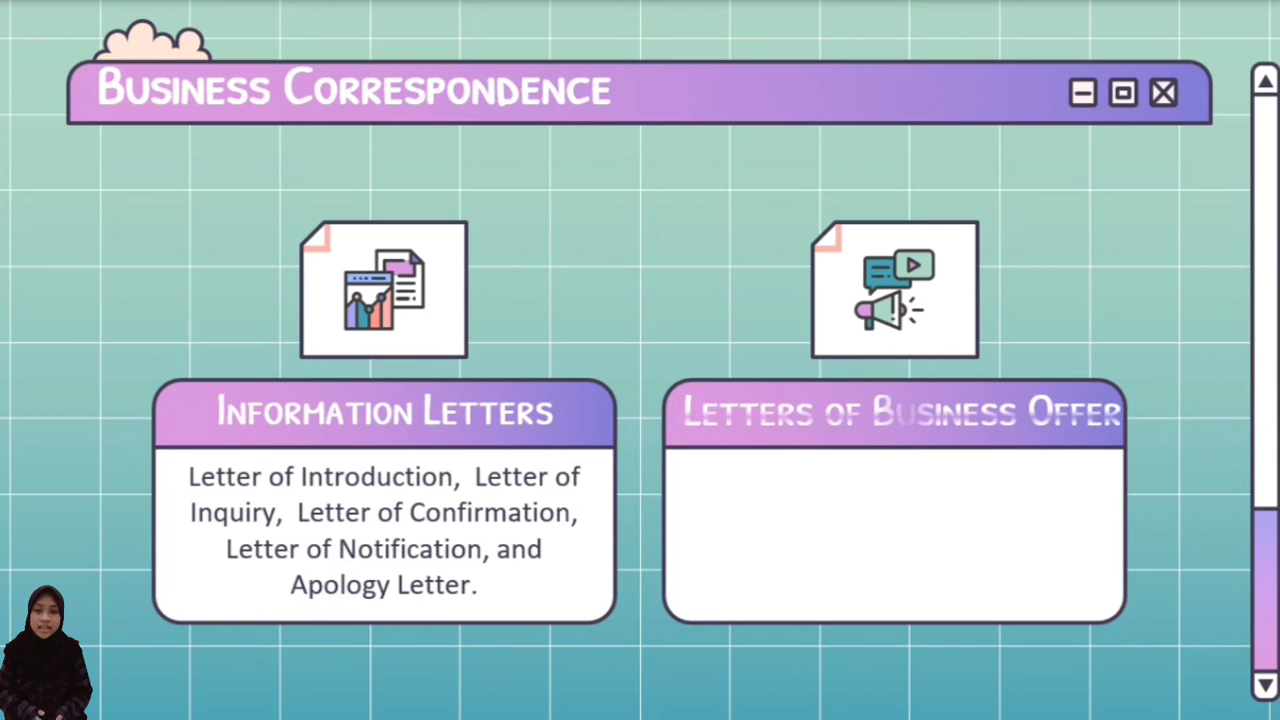 Business Correspondence
Information Letters
Letter of Introduction, Letter of
Inquiry, Letter of Confirmation,
Letter of Notification, and
Apology Letter.
Letters of Business Offer